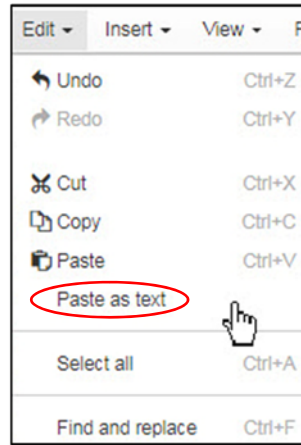 Edit Insert View
Undo Ctrl+Z
Redo Ctrl+Y
Cut Ctrl+X
Copy Ctrl+C
Paste Ctrl+V
Paste as text
Select all Ctrl+A
Find and replace Ctrl+F